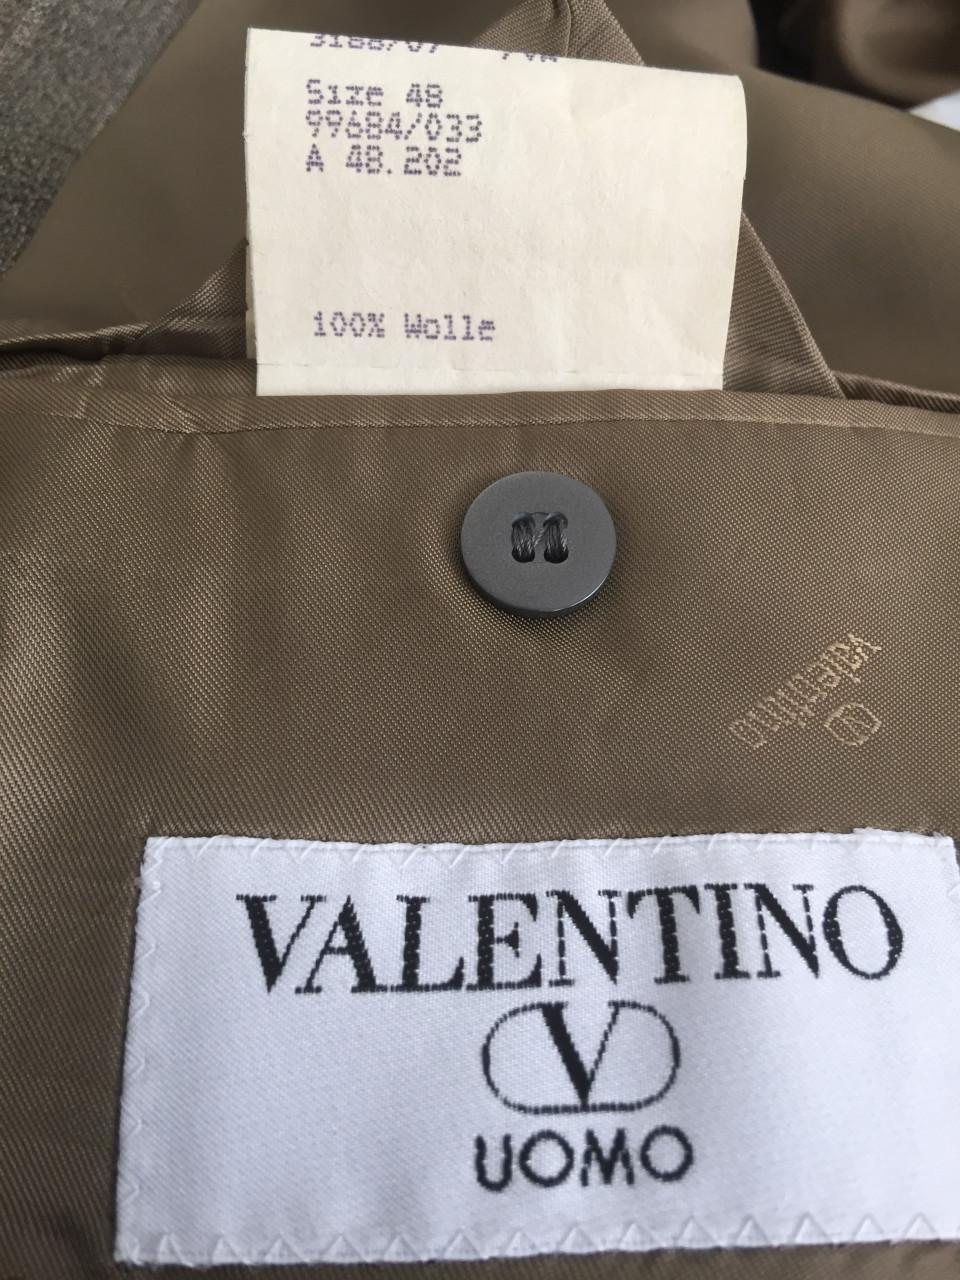 Size 48
99684/033
A 48.202
100% Wolle
valentino
VALENTINO
V
UOMO